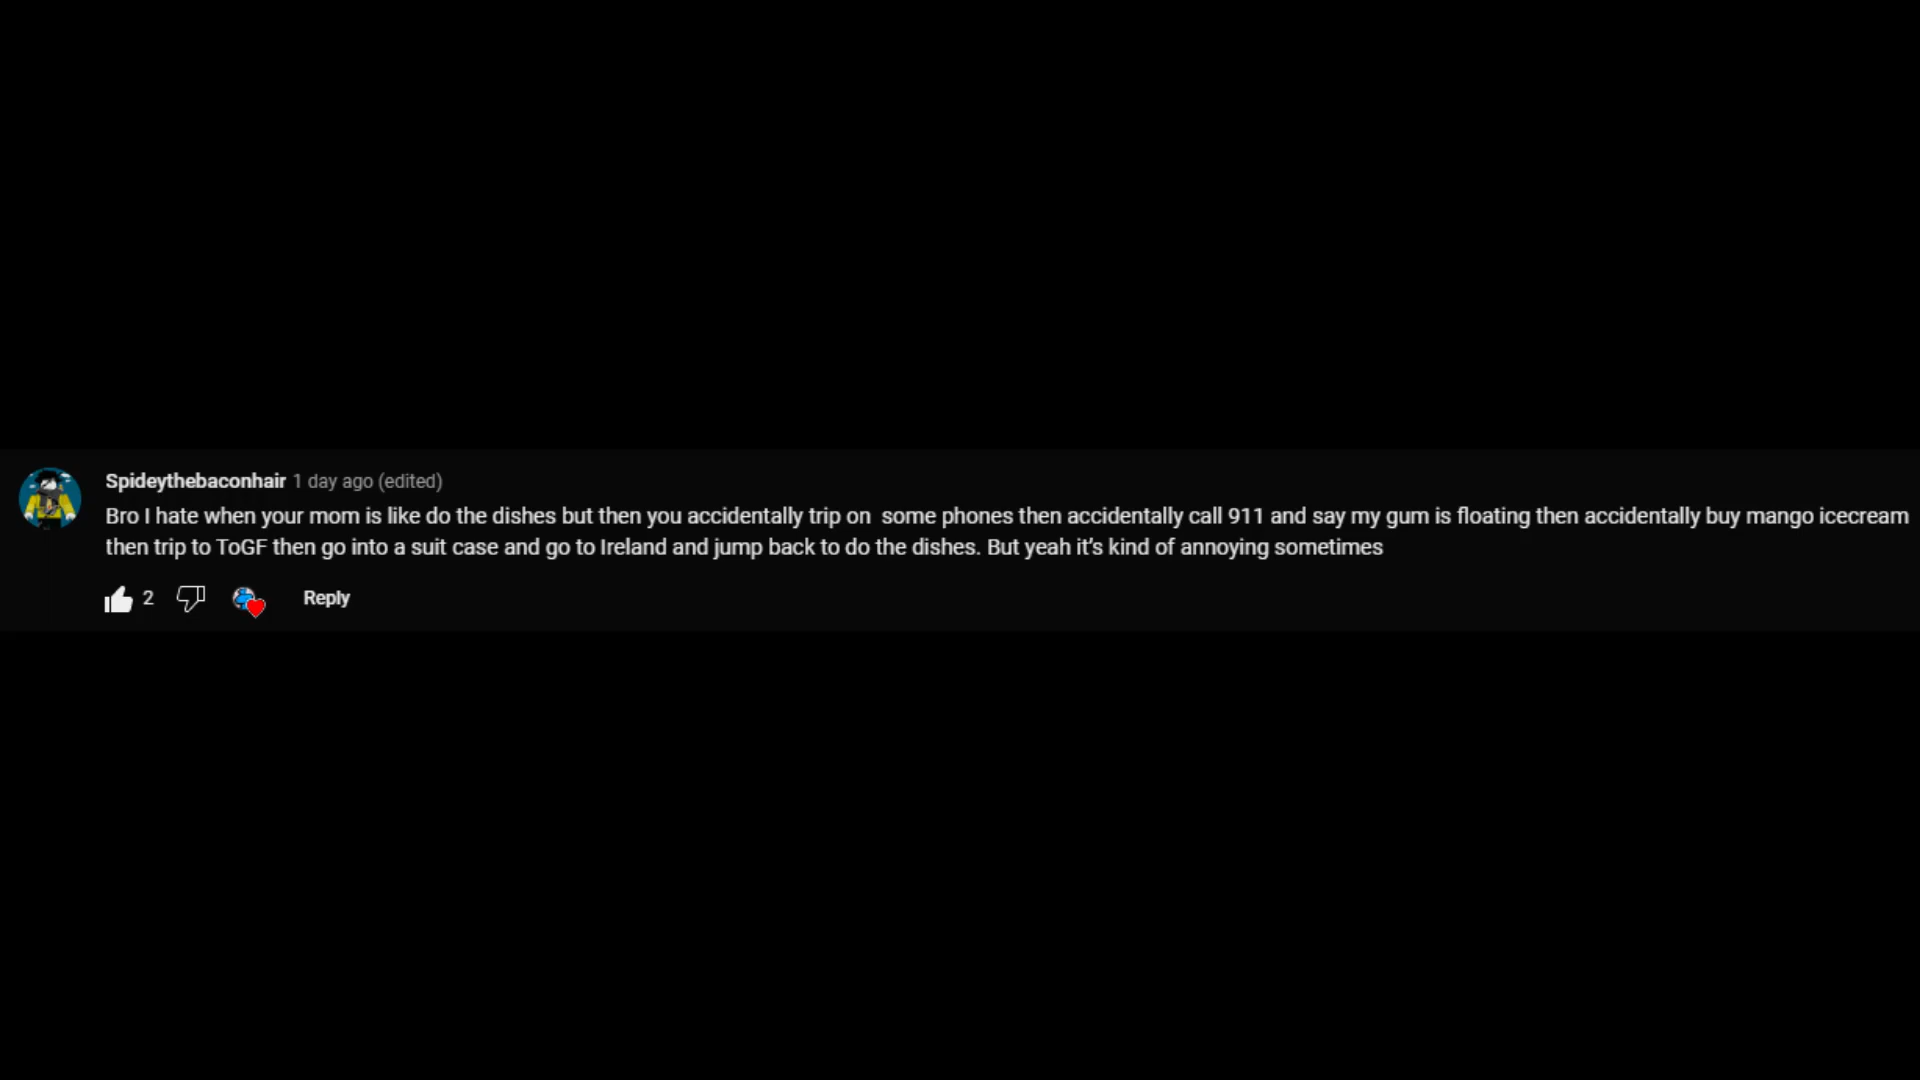 Spideythebaconhair 1 day ago (edited)
Bro I hate when your mom is like do the dishes but then you accidentally trip on  some phones then accidentally call 911 and say my gum is floating then accidentally buy mango icecream
then trip to ToGF then go into a suit case and go to Ireland and jump back to do the dishes. But yeah it's kind of annoying sometimes
2 Reply